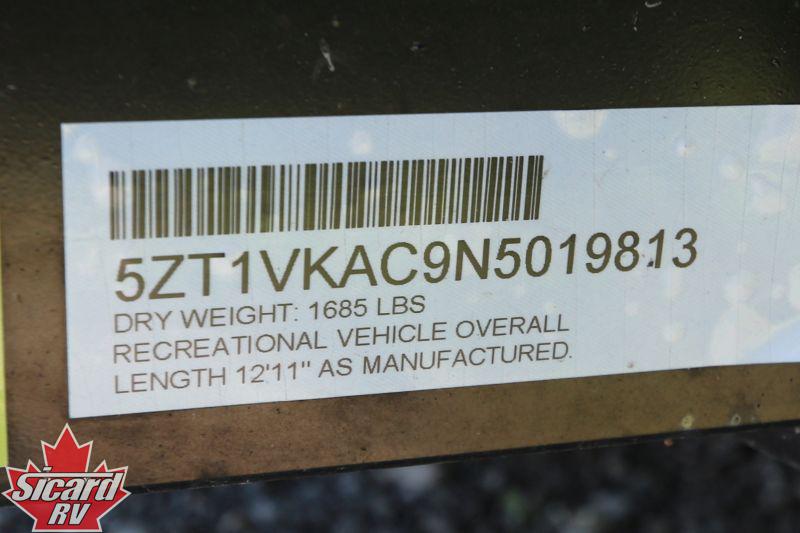 5ZT1VKAC9N5019813
DRY WEIGHT: 1685 LBS
RECREATIONAL VEHICLE OVERALL
LENGTH 12'11" AS MANUFACTURED.
Sicard
RV